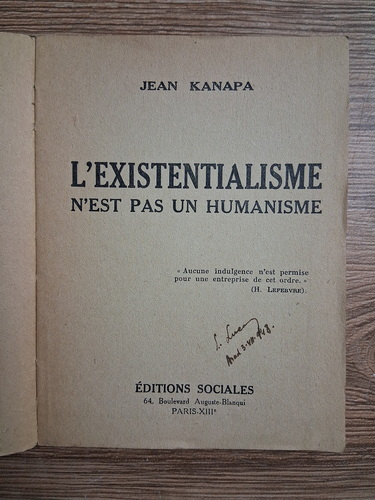 JEAN KANAPA
L'EXISTENTIALISME
N'EST PAS UN HUMANISME
« Aucune indulgence n'est permise
pour une entreprise de cet ordre. »
(H. LEFEBVRE).
ÉDITIONS SOCIALES
64, Boulevard Auguste-Blanqui
PARIS-XIIIᵉ